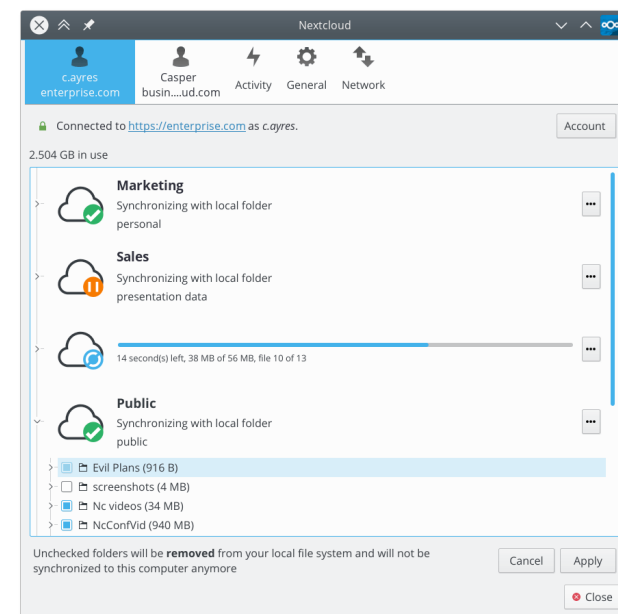 Nextcloud
c.ayres
enterprise.com
Casper
busin....ud.com
Activity
General
Network
Connected to https://enterprise.com as c.ayres.
Account
2.504 GB in use
Marketing
Synchronizing with local folder
personal
Sales
Synchronizing with local folder
presentation data
14 second(s) left, 38 MB of 56 MB, file 10 of 13
Public
Synchronizing with local folder
public
Evil Plans (916 B)
screenshots (4 MB)
Nc videos (34 MB)
NcConfVid (940 MB)
Unchecked folders will be removed from your local file system and will not be
synchronized to this computer anymore
Cancel
Apply
Close